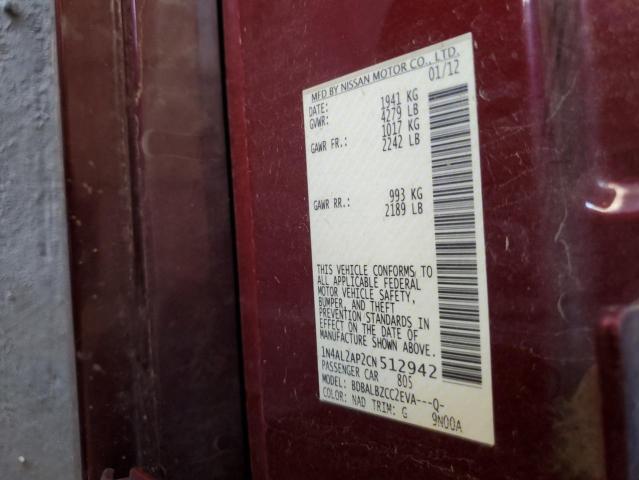 MFD BY NISSAN MOTOR CO., LTD.
DATE: 01/12
GVWR: 1941 KG
4279 LB
GAWR FR.: 1017 KG
2242 LB
GAWR RR.: 993 KG
2189 LB
THIS VEHICLE CONFORMS TO
ALL APPLICABLE FEDERAL
MOTOR VEHICLE SAFETY,
BUMPER, AND THEFT
PREVENTION STANDARDS IN
EFFECT ON THE DATE OF
MANUFACTURE SHOWN ABOVE.
1N4AL2AP2CN512942
PASSENGER CAR 805
MODEL: BDBALBZCC2EVA---Q-
COLOR: NAD TRIM: G 9N00A